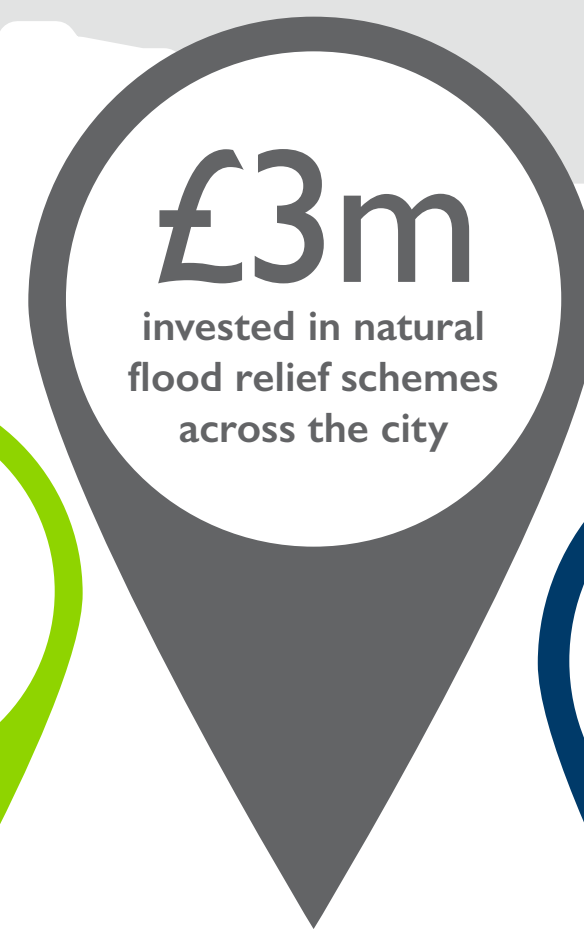 £3m
invested in natural
flood relief schemes
across the city